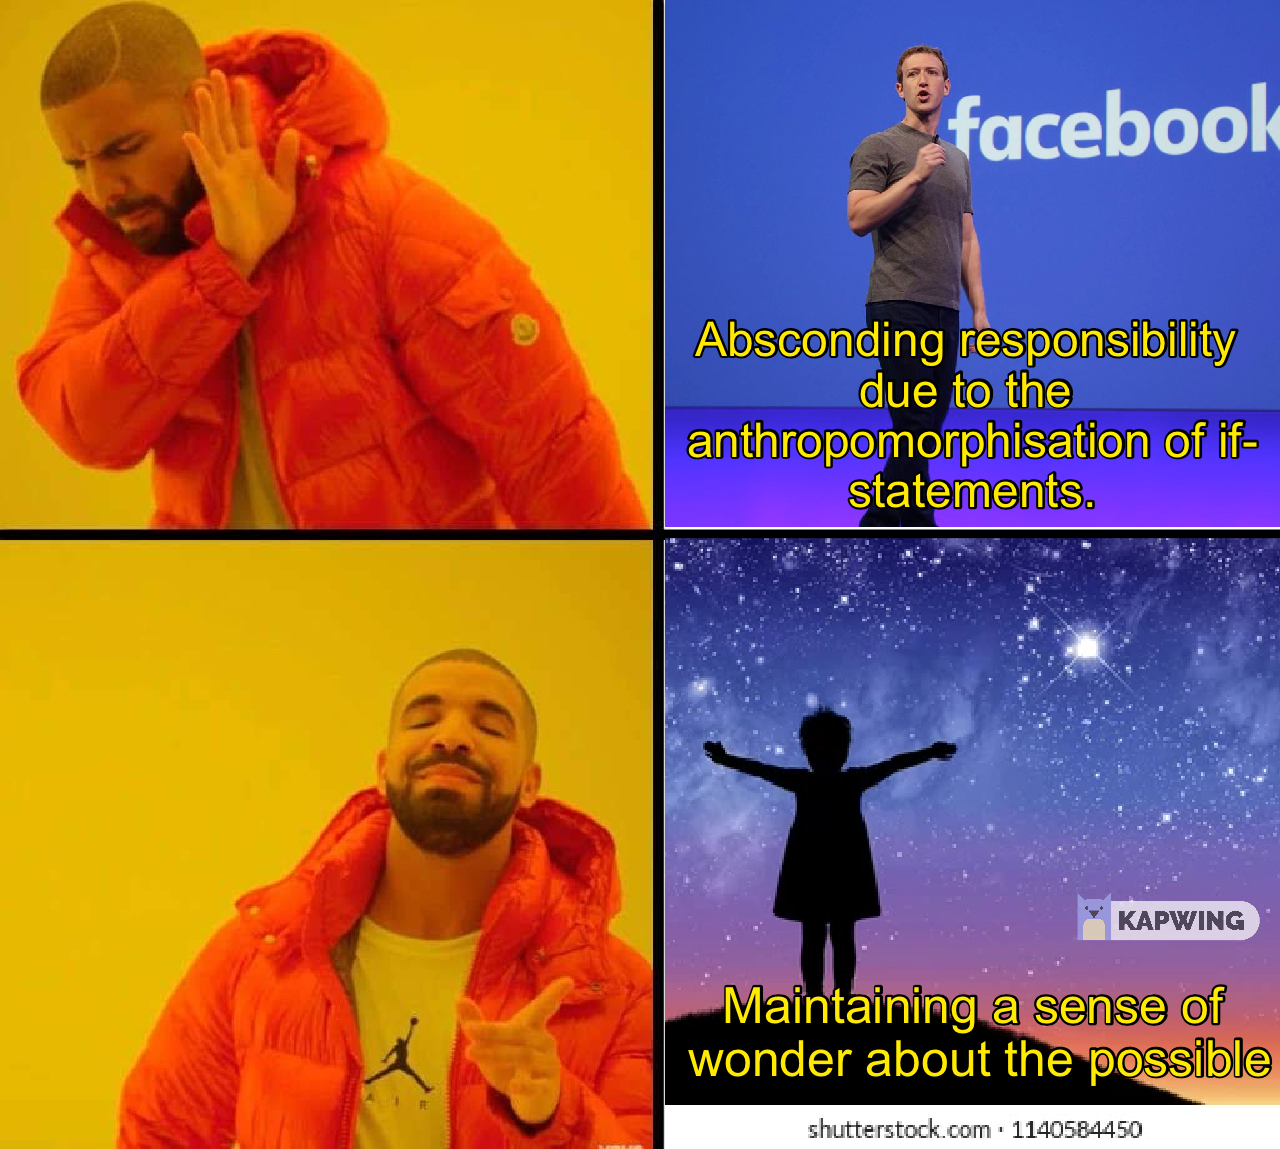 facebook
Absconding responsibility
due to the
anthropomorphisation of if-
statements.
KAPWING
Maintaining a sense of
wonder about the possible
AIR
shutterstock.com · 1140584450